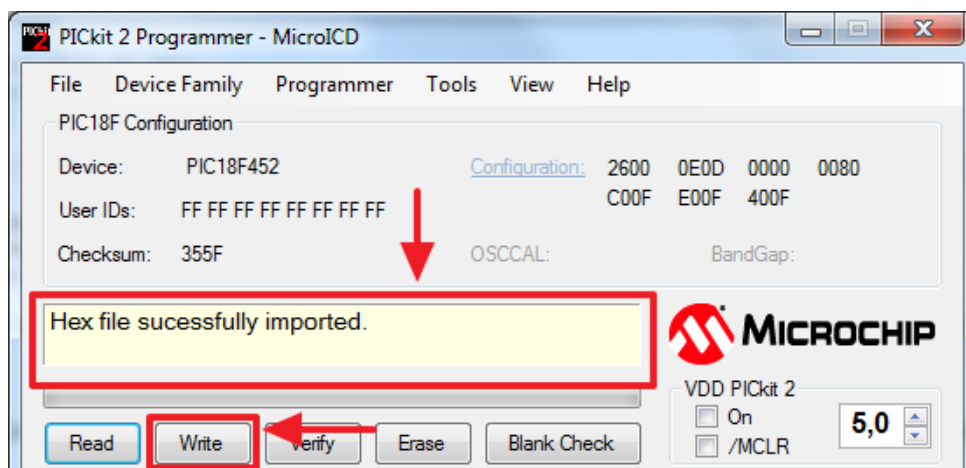 PICkit 2 Programmer - MicroICD
File Device Family Programmer Tools View Help
PIC18F Configuration
Device: PIC18F452 Configuration: 2600 0E0D 0000 0080
C00F E00F 400F
User IDs: FF FF FF FF FF FF FF FF
Checksum: 355F OSCCAL: BandGap:
Hex file sucessfully imported.
MICROCHIP
VDD PICkit 2
On
/MCLR
5,0
Read Write Verify Erase Blank Check